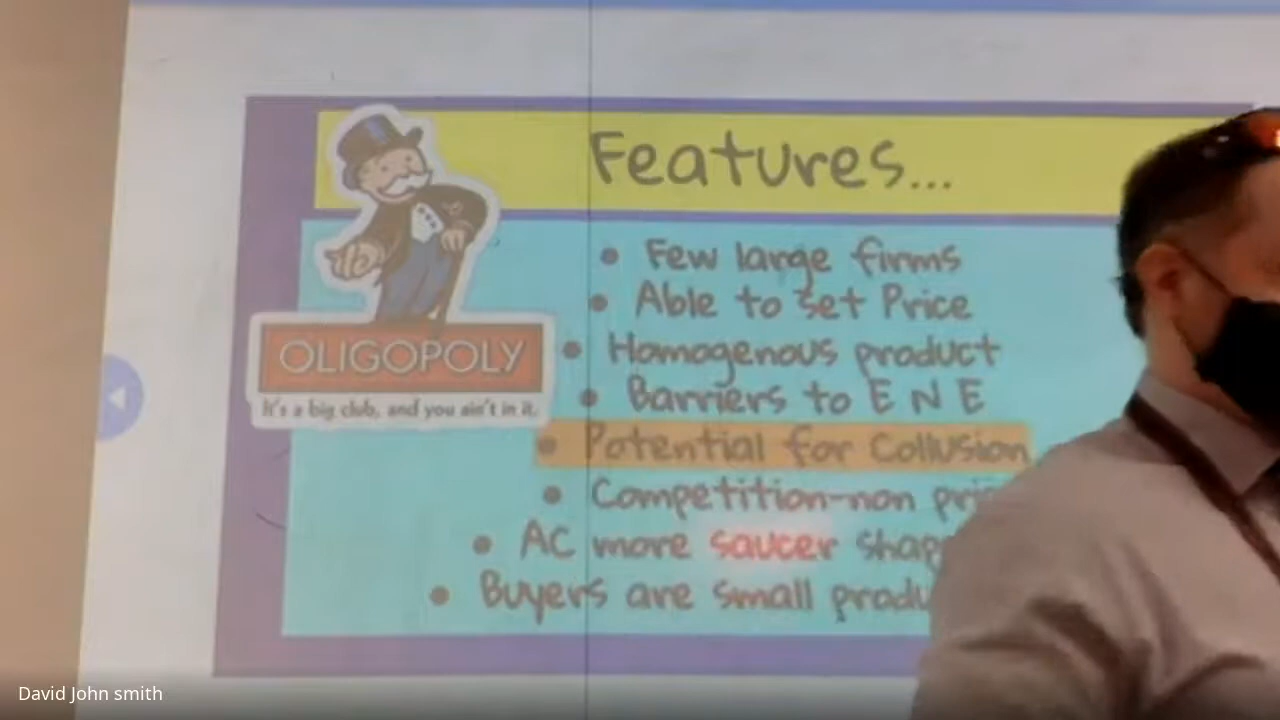 Features...
OLIGOPOLY
It's a big club, and you ain't in it.
• Few large firms
• Able to set Price
• Homogenous product
• Barriers to E N E
• Potential for Collusion
• Competition-non
• AC more saucer
• Buyers are small
David John smith